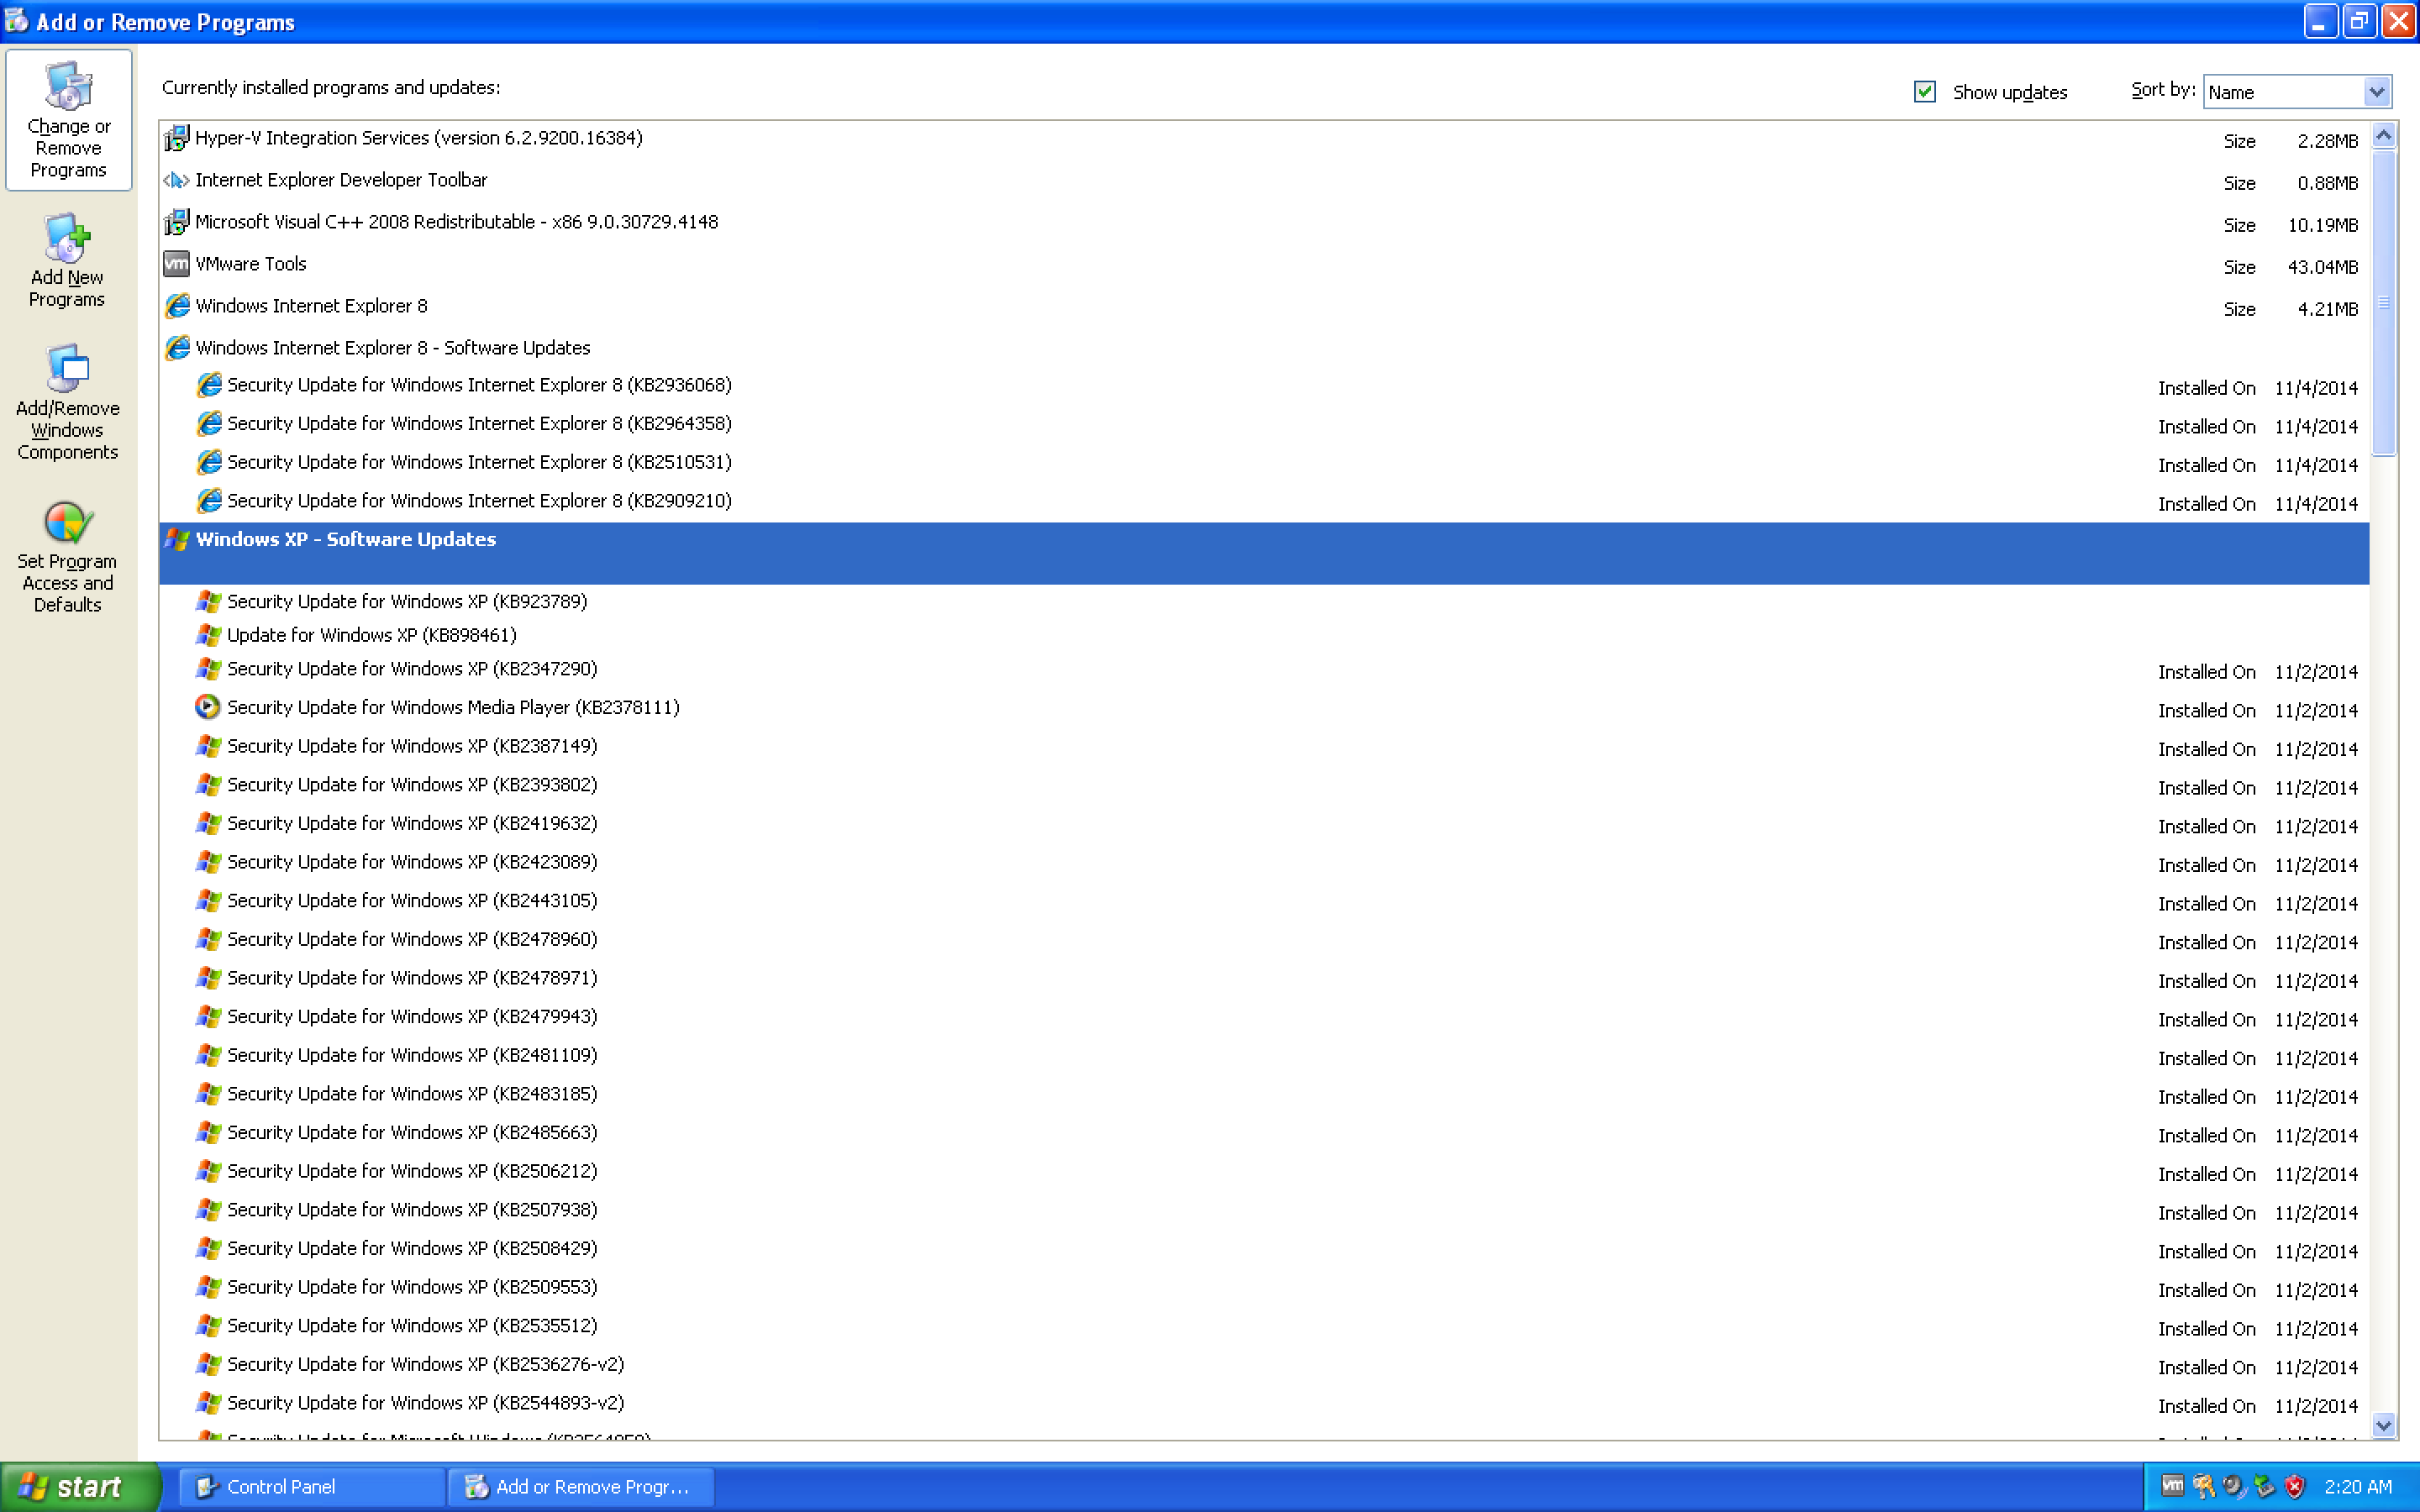 Add or Remove Programs
Change or
Remove
Programs
Add New
Programs
Add/Remove
Windows
Components
Set Program
Access and
Defaults
Currently installed programs and updates:
Show updates
Sort by: Name
Hyper-V Integration Services (version 6.2.9200.16384) Size 2.28MB
Internet Explorer Developer Toolbar Size 0.88MB
Microsoft Visual C++ 2008 Redistributable - x86 9.0.30729.4148 Size 10.19MB
vm VMware Tools Size 43.04MB
Windows Internet Explorer 8 Size 4.21MB
Windows Internet Explorer 8 - Software Updates
Security Update for Windows Internet Explorer 8 (KB2936068) Installed On 11/4/2014
Security Update for Windows Internet Explorer 8 (KB2964358) Installed On 11/4/2014
Security Update for Windows Internet Explorer 8 (KB2510531) Installed On 11/4/2014
Security Update for Windows Internet Explorer 8 (KB2909210) Installed On 11/4/2014
Windows XP - Software Updates
Security Update for Windows XP (KB923789)
Update for Windows XP (KB898461)
Security Update for Windows XP (KB2347290) Installed On 11/2/2014
Security Update for Windows Media Player (KB2378111) Installed On 11/2/2014
Security Update for Windows XP (KB2387149) Installed On 11/2/2014
Security Update for Windows XP (KB2393802) Installed On 11/2/2014
Security Update for Windows XP (KB2419632) Installed On 11/2/2014
Security Update for Windows XP (KB2423089) Installed On 11/2/2014
Security Update for Windows XP (KB2443105) Installed On 11/2/2014
Security Update for Windows XP (KB2478960) Installed On 11/2/2014
Security Update for Windows XP (KB2478971) Installed On 11/2/2014
Security Update for Windows XP (KB2479943) Installed On 11/2/2014
Security Update for Windows XP (KB2481109) Installed On 11/2/2014
Security Update for Windows XP (KB2483185) Installed On 11/2/2014
Security Update for Windows XP (KB2485663) Installed On 11/2/2014
Security Update for Windows XP (KB2506212) Installed On 11/2/2014
Security Update for Windows XP (KB2507938) Installed On 11/2/2014
Security Update for Windows XP (KB2508429) Installed On 11/2/2014
Security Update for Windows XP (KB2509553) Installed On 11/2/2014
Security Update for Windows XP (KB2535512) Installed On 11/2/2014
Security Update for Windows XP (KB2536276-v2) Installed On 11/2/2014
Security Update for Windows XP (KB2544893-v2) Installed On 11/2/2014
Security Update for Microsoft Windows
start
Control Panel
Add or Remove Progr...
vm
2:20 AM